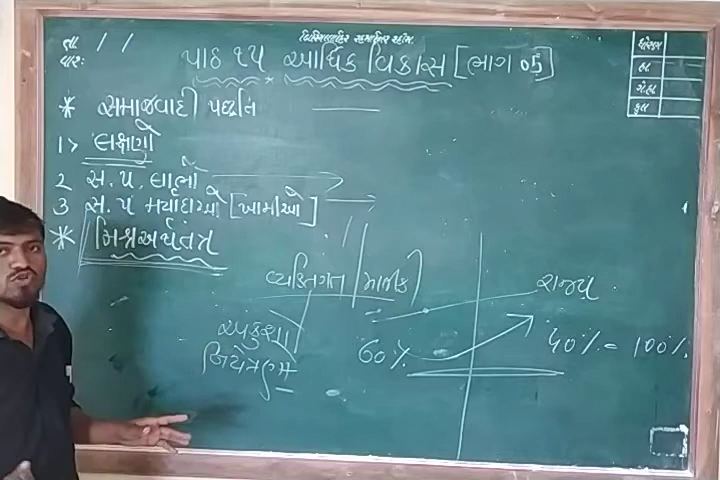 તા / /
વાર:
પાઠ ૧૫ આર્થિક વિકાસ [ભાગ 05]
હા
ગે.હા
કુલ
* સમાજવાદી પદ્ધતિ
1> લક્ષણો
2 સ.પ. લાભો
3 સ.પ મર્યાદાઓ [ખામીઓ]
* મિશ્રઅર્થતંત્ર
વ્યક્તિગત માલીકી
રાજ્ય
અંકુશા
60% 40% = 100%